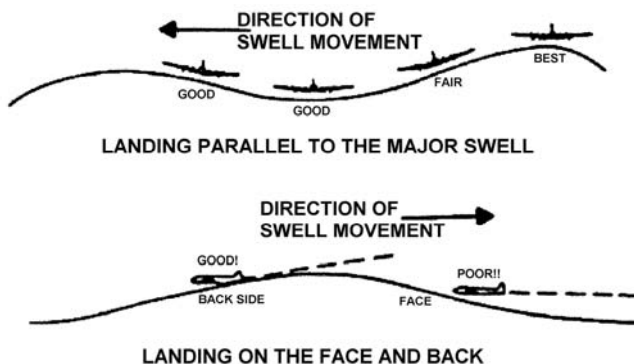 DIRECTION OF
SWELL MOVEMENT
BEST
FAIR
GOOD
GOOD
LANDING PARALLEL TO THE MAJOR SWELL
DIRECTION OF
SWELL MOVEMENT
GOOD!
POOR!!
BACK SIDE
FACE
LANDING ON THE FACE AND BACK